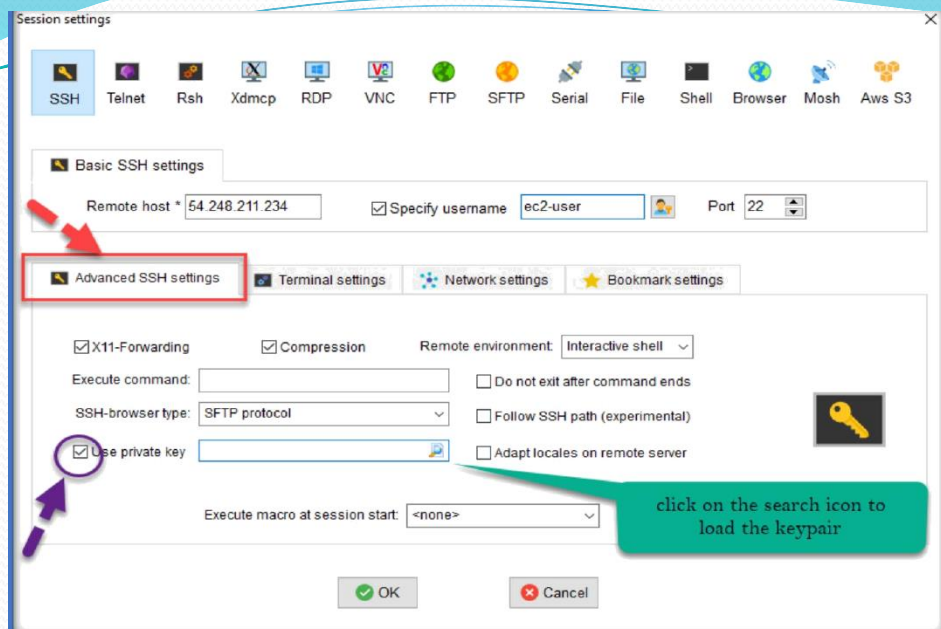 Session settings
SSH Telnet Rsh Xdmcp RDP VNC FTP SFTP Serial File Shell Browser Mosh Aws S3
Basic SSH settings
Remote host * 54.248.211.234 Specify username ec2-user Port 22
Advanced SSH settings Terminal settings Network settings Bookmark settings
X11-Forwarding Compression Remote environment: Interactive shell
Execute command: Do not exit after command ends
SSH-browser type: SFTP protocol Follow SSH path (experimental)
Use private key Adapt locales on remote server
click on the search icon to
load the keypair
Execute macro at session start: <none>
OK Cancel